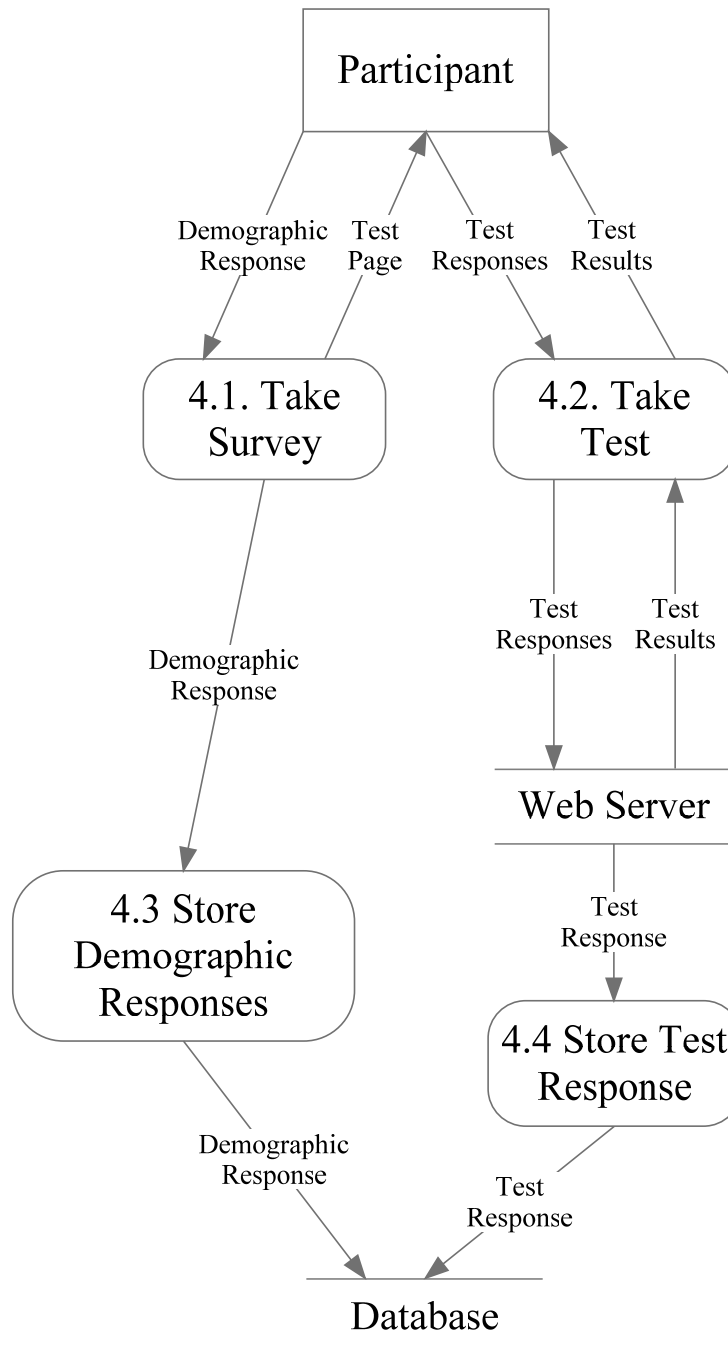 Participant
Demographic
Response
Test
Page
Test
Responses
Test
Results
4.1. Take
Survey
4.2. Take
Test
Test
Responses
Test
Results
Demographic
Response
Web Server
4.3 Store
Demographic
Responses
Test
Response
4.4 Store Test
Response
Demographic
Response
Test
Response
Database